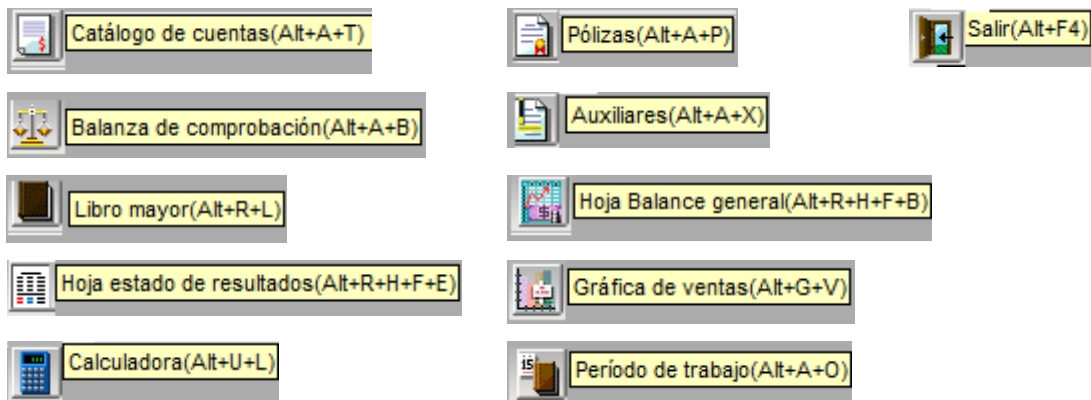 Catálogo de cuentas(Alt+A+T)
Pólizas(Alt+A+P)
Salir(Alt+F4)
Balanza de comprobación(Alt+A+B)
Auxiliares(Alt+A+X)
Libro mayor(Alt+R+L)
Hoja Balance general(Alt+R+H+F+B)
Hoja estado de resultados(Alt+R+H+F+E)
Gráfica de ventas(Alt+G+V)
Calculadora(Alt+U+L)
15
Período de trabajo(Alt+A+O)